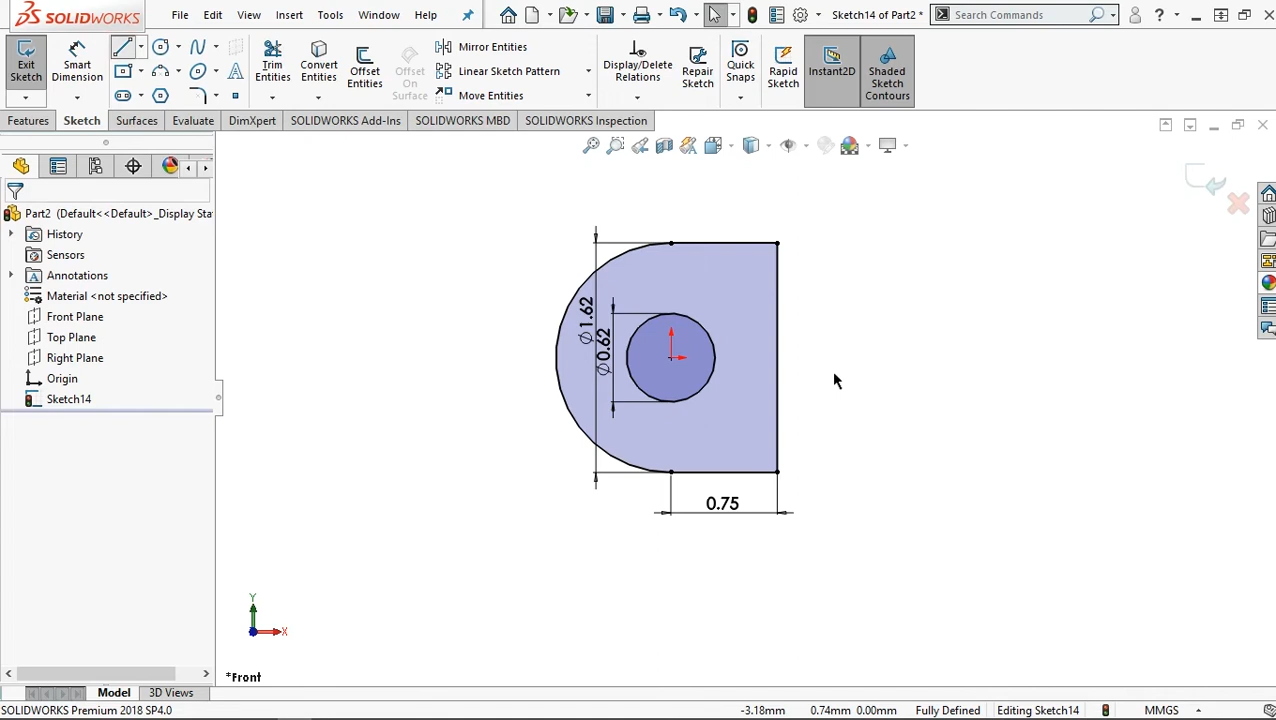 SOLIDWORKS File Edit View Insert Tools Window Help Sketch14 of Part2 * Search Commands ?
Exit Sketch
Smart Dimension
Trim Entities
Convert Entities
Offset Entities
Offset On Surface
Mirror Entities
Linear Sketch Pattern
Move Entities
Display/Delete Relations
Repair Sketch
Quick Snaps
Rapid Sketch
Instant2D
Shaded Sketch Contours
Features Sketch Surfaces Evaluate DimXpert SOLIDWORKS Add-Ins SOLIDWORKS MBD SOLIDWORKS Inspection
Part2 (Default<<Default>_Display Sta
History
Sensors
Annotations
Material <not specified>
Front Plane
Top Plane
Right Plane
Origin
Sketch14
∅1.62
∅0.62
0.75
Y
X
*Front
Model 3D Views
SOLIDWORKS Premium 2018 SP4.0 -3.18mm 0.74mm 0.00mm Fully Defined Editing Sketch14 MMGS